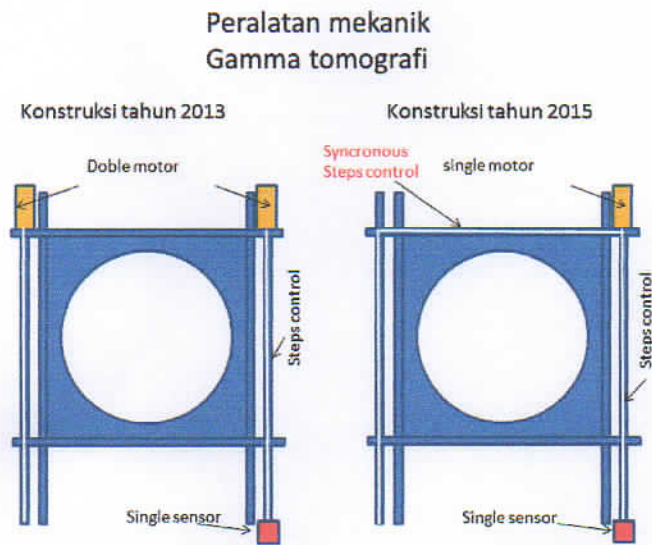 Peralatan mekanik
Gamma tomografi
Konstruksi tahun 2013
Konstruksi tahun 2015
Doble motor
Syncronous
Steps control
single motor
Steps control
Steps control
Single sensor
Single sensor